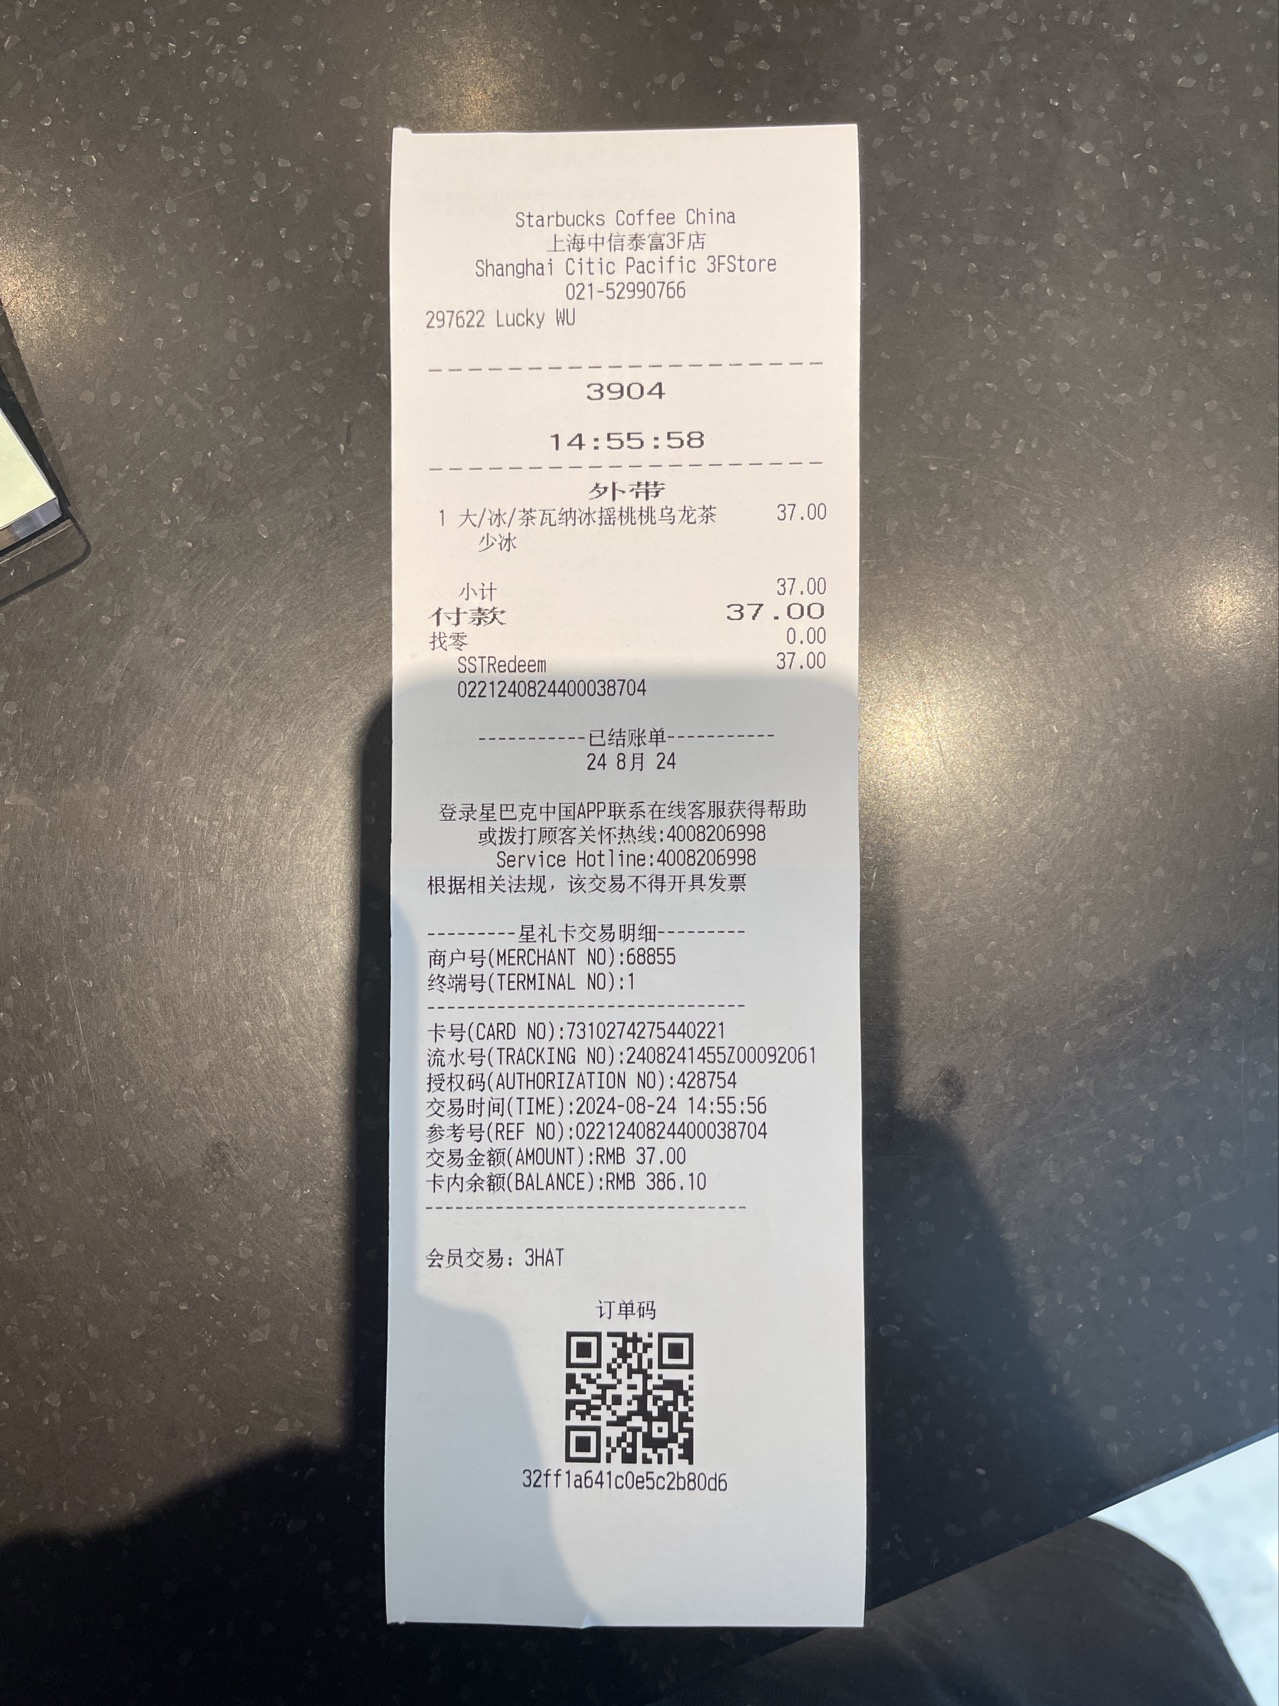 Starbucks Coffee China
上海中信泰富3F店
Shanghai Citic Pacific 3FStore
021-52990766
297622 Lucky WU
3904
14:55:58
外带
1 大/冰/茶瓦纳冰摇桃桃乌龙茶 37.00
少冰
小计 37.00
付款 37.00
找零 0.00
SSTRedeem 37.00
0221240824400038704
-----------已结账单-----------
24 8月 24
登录星巴克中国APP联系在线客服获得帮助
或拨打顾客关怀热线:4008206998
Service Hotline:4008206998
根据相关法规，该交易不得开具发票
---------星礼卡交易明细---------
商户号(MERCHANT NO):68855
终端号(TERMINAL NO):1
卡号(CARD NO):7310274275440221
流水号(TRACKING NO):2408241455Z00092061
授权码(AUTHORIZATION NO):428754
交易时间(TIME):2024-08-24 14:55:56
参考号(REF NO):0221240824400038704
交易金额(AMOUNT):RMB 37.00
卡内余额(BALANCE):RMB 386.10
会员交易: 3HAT
订单码
32ff1a641c0e5c2b80d6